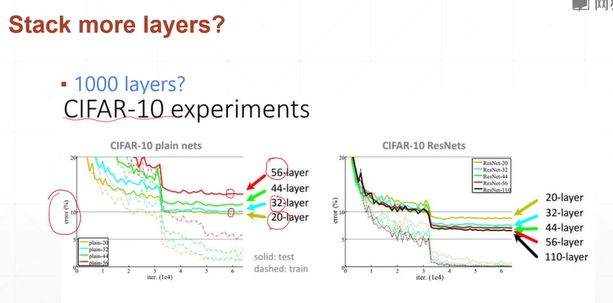 Stack more layers?
▪ 1000 layers?
CIFAR-10 experiments
CIFAR-10 plain nets
20
10
5
0
error (%)
0 1 2 3 4 5 6
iter. (1e4)
plain-20
plain-32
plain-44
plain-56
56-layer
44-layer
32-layer
20-layer
solid: test
dashed: train
CIFAR-10 ResNets
20
10
5
0
error (%)
0 1 2 3 4 5 6
iter. (1e4)
ResNet-20
ResNet-32
ResNet-44
ResNet-56
ResNet-110
20-layer
32-layer
44-layer
56-layer
110-layer